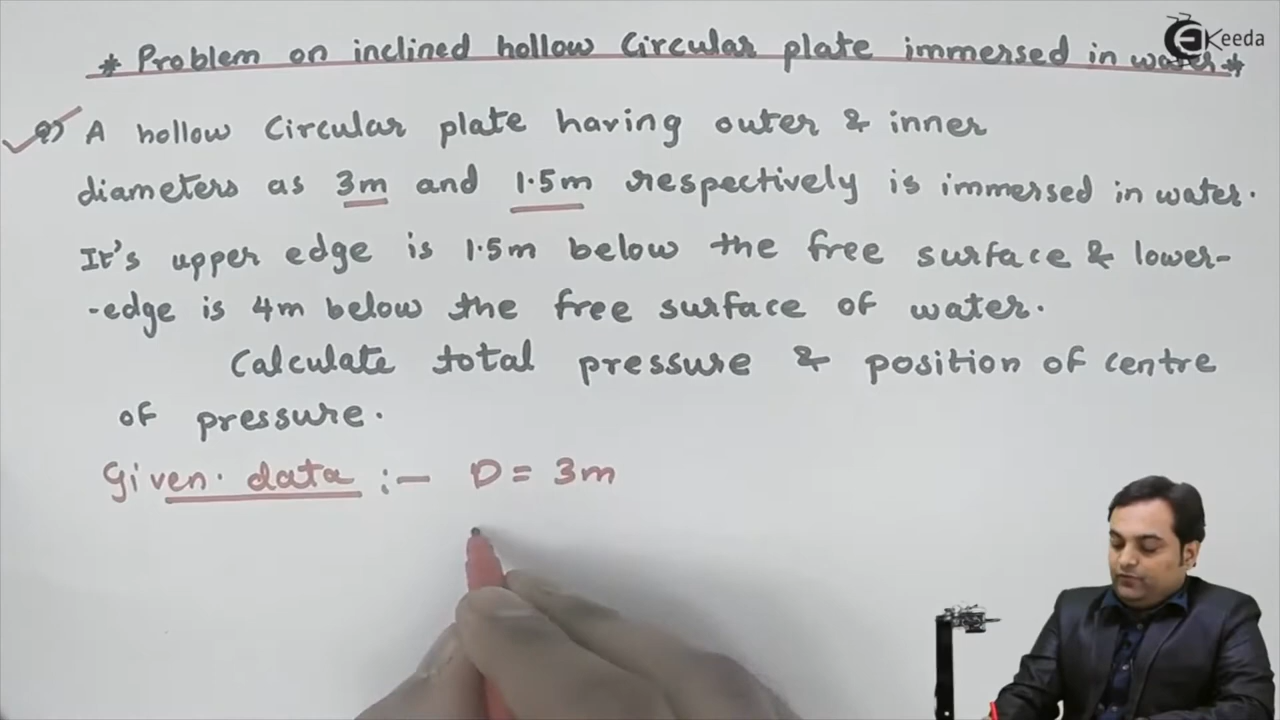 * Problem on inclined hollow Circular plate immersed in water *
Keeda
Q) A hollow Circular plate having outer & inner
diameters as 3m and 1.5m respectively is immersed in water.
It's upper edge is 1.5m below the free surface & lower-
-edge is 4m below the free surface of water.
Calculate total pressure & position of centre
of pressure.
Given data :- D = 3m